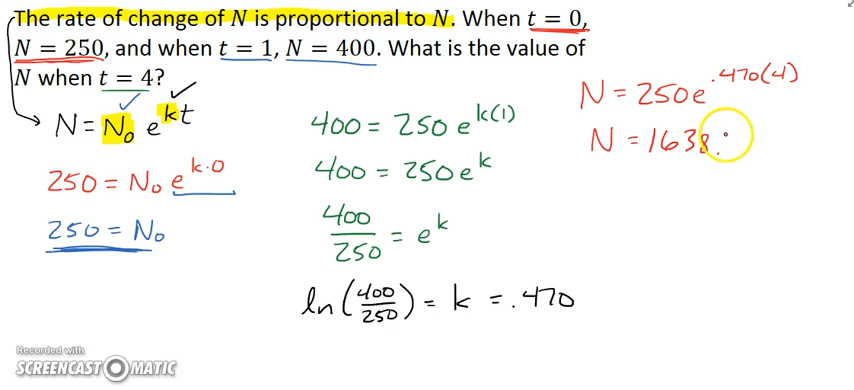 The rate of change of N is proportional to N. When t = 0,
N = 250, and when t = 1, N = 400. What is the value of
N when t = 4?
N = N₀ e^{kt}
250 = N₀ e^{k·0}
250 = N₀
400 = 250 e^{k(1)}
400 = 250 e^{k}
400/250 = e^{k}
ln(400/250) = k = .470
N = 250e^{.470(4)}
N = 1638.
Recorded with
SCREENCAST O MATIC